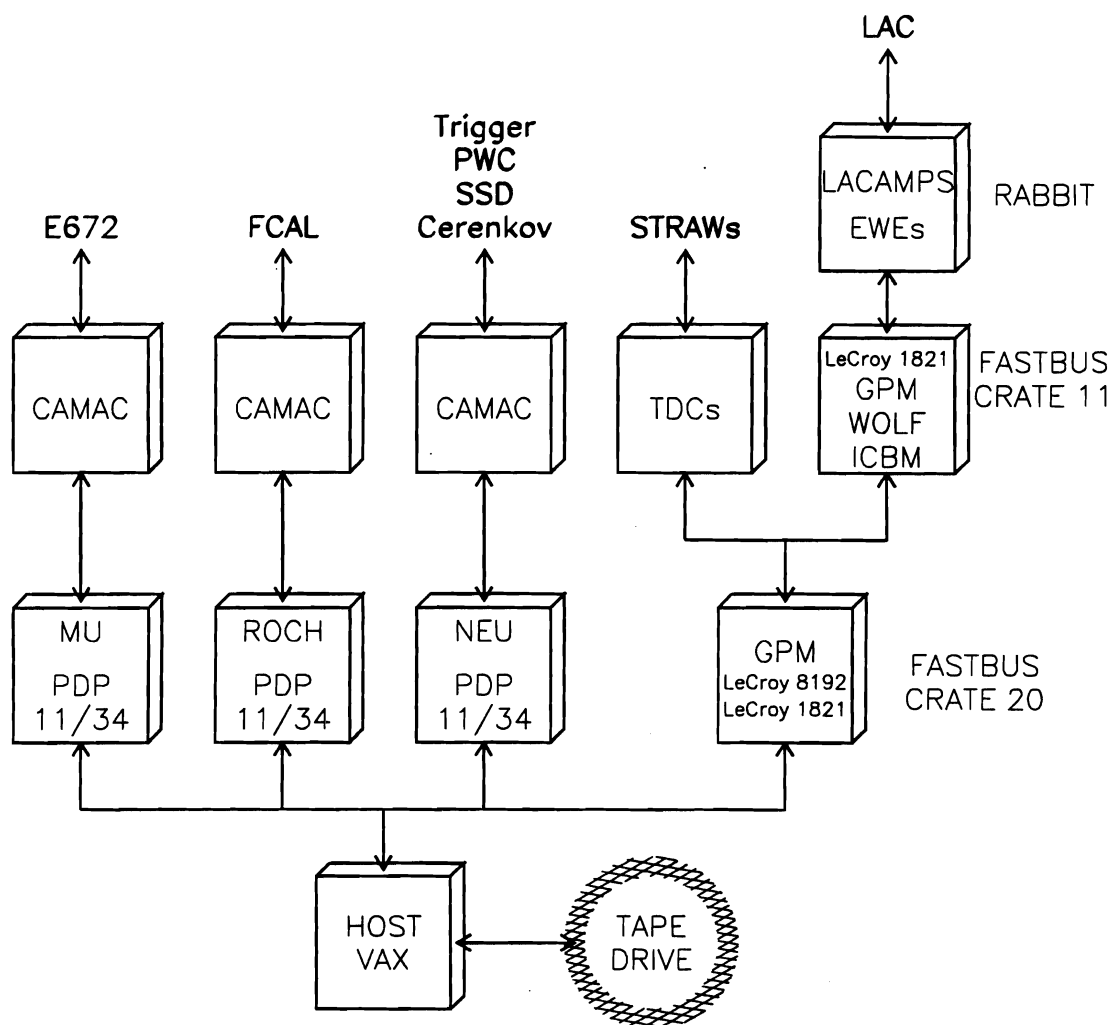 LAC
Trigger
PWC
SSD
Cerenkov
E672
FCAL
STRAWs
LACAMPS
EWEs
RABBIT
CAMAC
CAMAC
CAMAC
TDCs
LeCroy 1821
GPM
WOLF
ICBM
FASTBUS
CRATE 11
MU
PDP
11/34
ROCH
PDP
11/34
NEU
PDP
11/34
GPM
LeCroy 8192
LeCroy 1821
FASTBUS
CRATE 20
HOST
VAX
TAPE
DRIVE